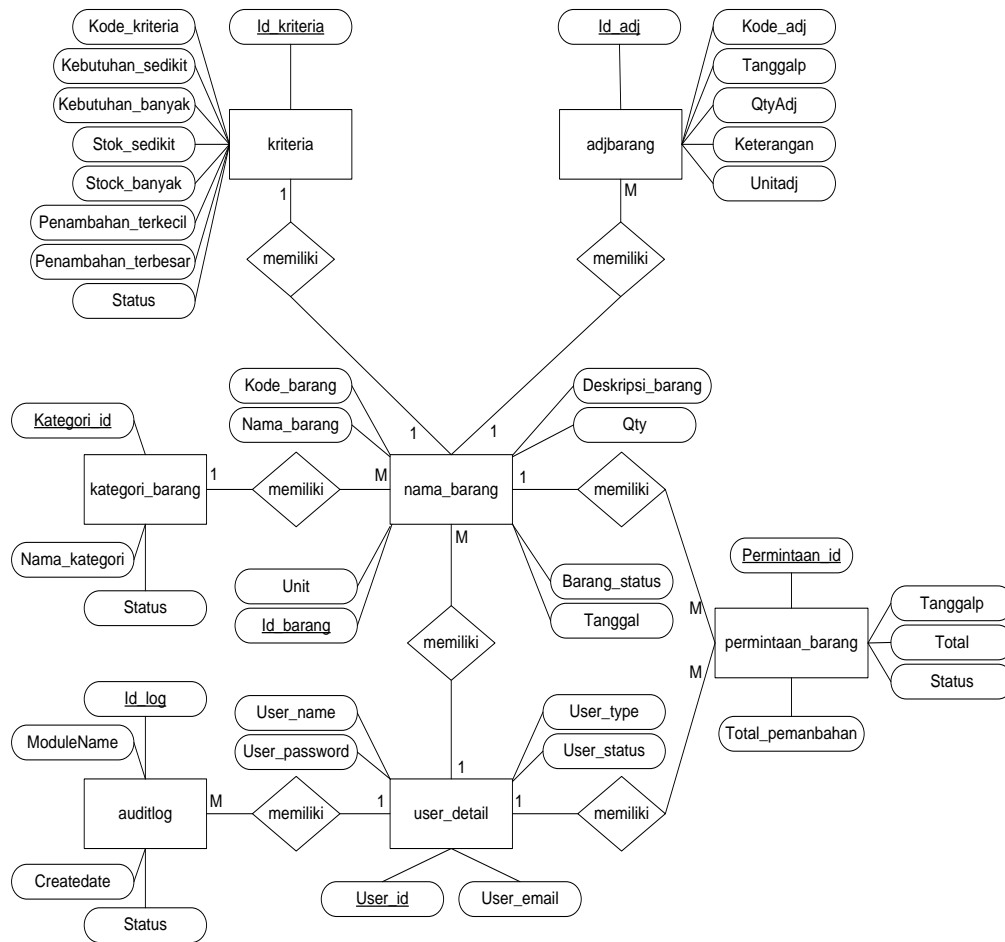 Kode_kriteria
Id_kriteria
Id_adj
Kode_adj
Kebutuhan_sedikit
Tanggalp
Kebutuhan_banyak
QtyAdj
kriteria
adjbarang
Stok_sedikit
Keterangan
Stock_banyak
Unitadj
1
M
Penambahan_terkecil
Penambahan_terbesar
memiliki
memiliki
Status
Kode_barang
Deskripsi_barang
Kategori_id
Nama_barang
Qty
1
1
kategori_barang
1
memiliki
M
nama_barang
1
memiliki
M
Nama_kategori
Permintaan_id
Unit
Barang_status
Status
Id_barang
Tanggal
Tanggalp
M
memiliki
permintaan_barang
Total
M
Status
Id_log
User_name
User_type
Total_pemanbahan
ModuleName
User_password
User_status
1
auditlog
M
memiliki
1
user_detail
1
memiliki
Createdate
User_id
User_email
Status